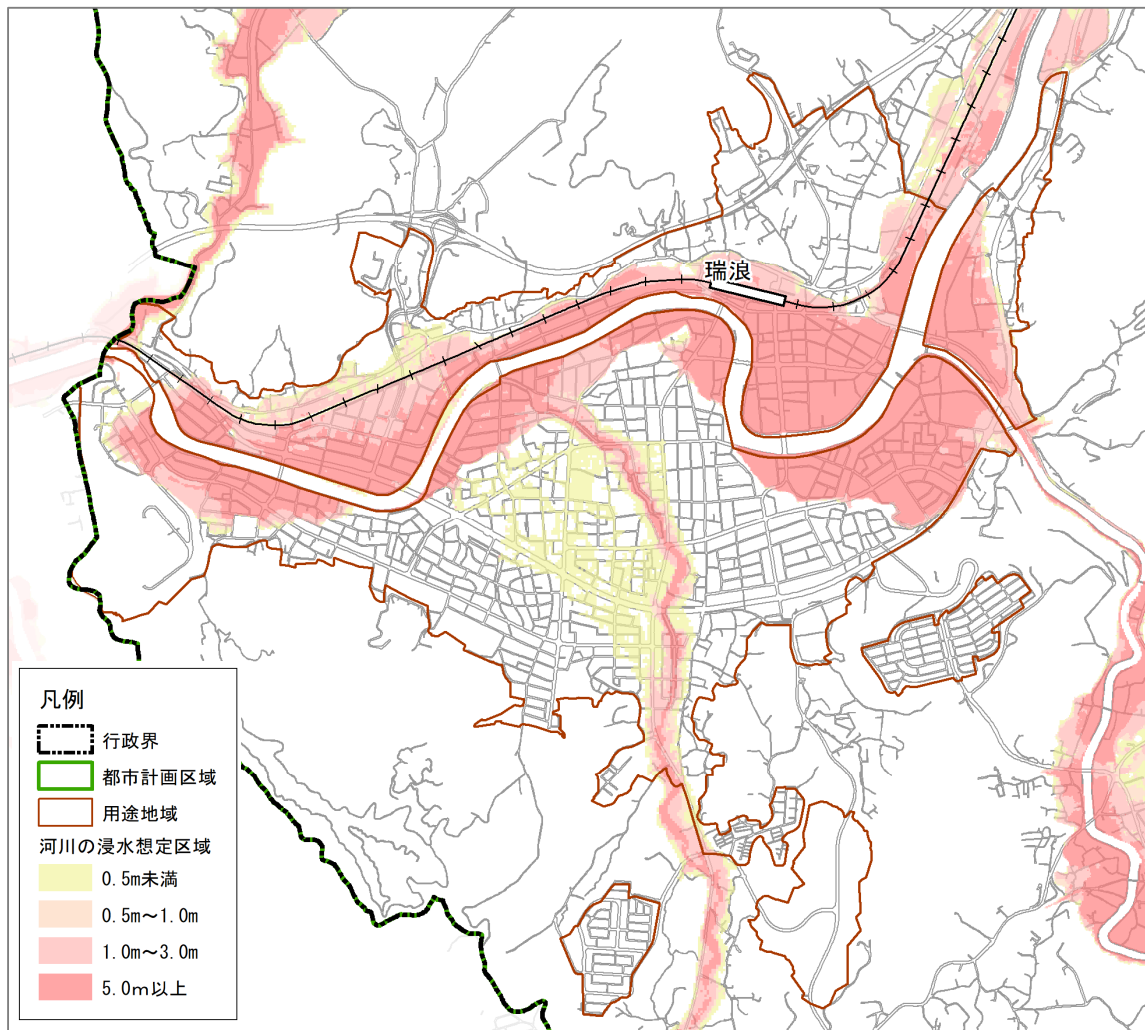 瑞浪
凡例
行政界
都市計画区域
用途地域
河川の浸水想定区域
0.5m未満
0.5m～1.0m
1.0m～3.0m
5.0m以上